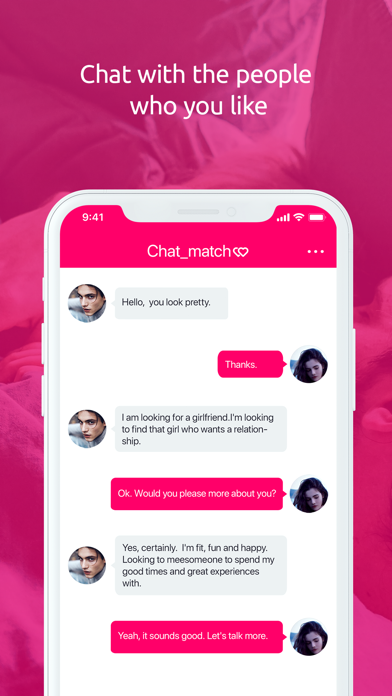 Chat with the people
who you like
9:41
Chat_match
Hello,  you look pretty.
Thanks.
I am looking for a girlfriend.I'm looking
to find that girl who wants a relation-
ship.
Ok. Would you please more about you?
Yes, certainly.  I'm fit, fun and happy.
Looking to meesomeone to spend my
good times and great experiences
with.
Yeah, it sounds good. Let's talk more.